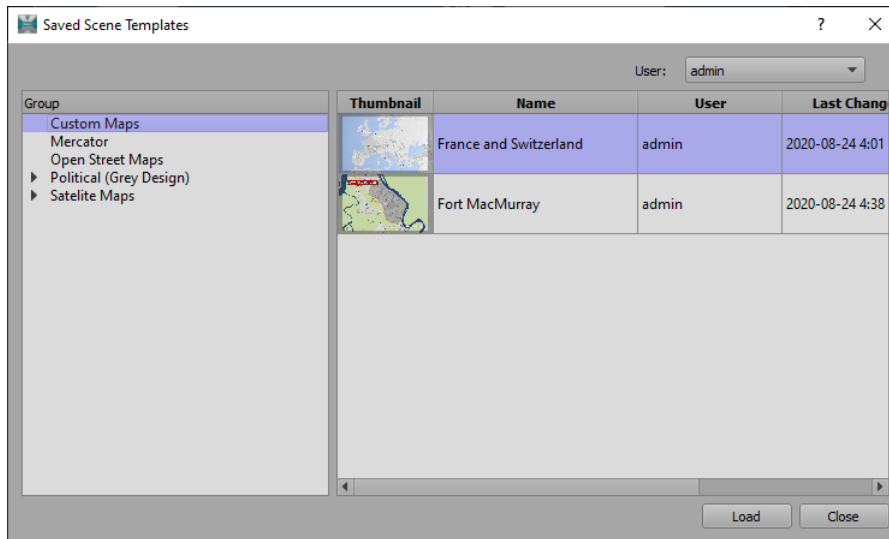 Saved Scene Templates
User: admin
Group
Custom Maps
Mercator
Open Street Maps
Political (Grey Design)
Satelite Maps
Thumbnail Name User Last Chang
France and Switzerland admin 2020-08-24 4:01
Fort MacMurray admin 2020-08-24 4:38
Load Close